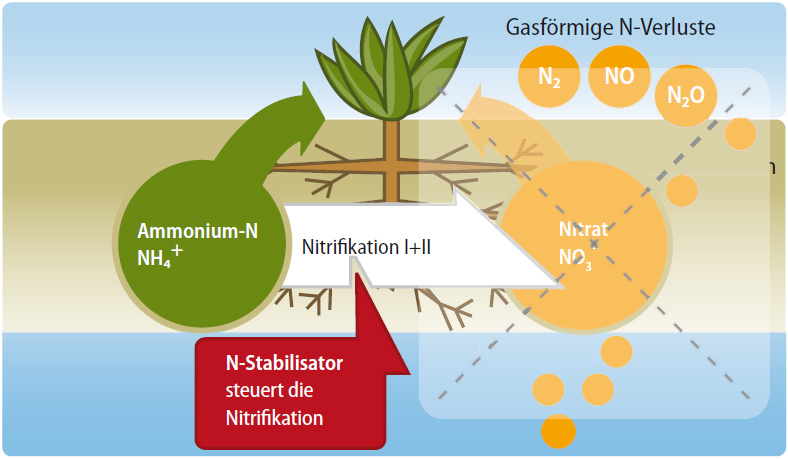 Gasförmige N-Verluste
N₂
NO
N₂O
Ammonium-N
NH₄⁺
Nitrifikation I+II
Nitrat
NO₃⁻
N-Stabilisator
steuert die
Nitrifikation